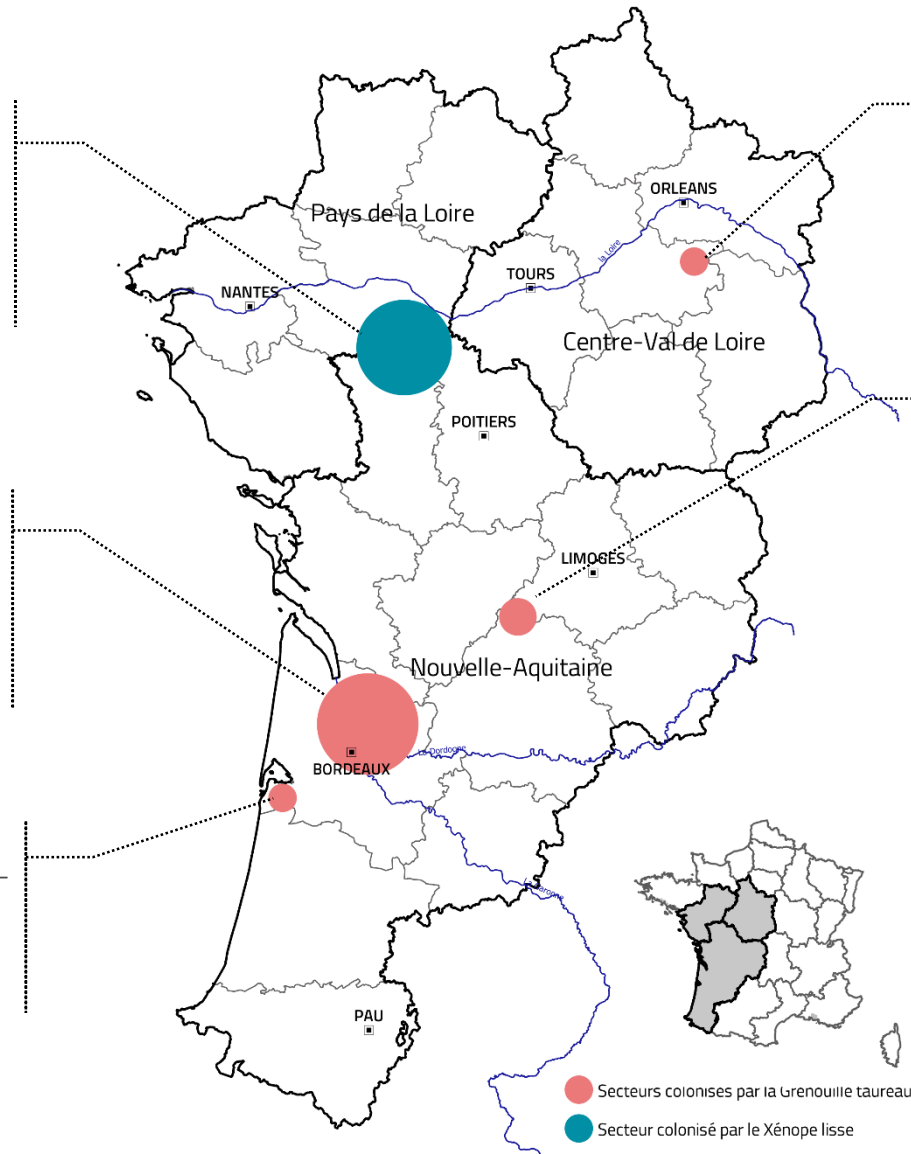 ORLEANS
Pays de la Loire
la Loire
TOURS
NANTES
Centre-Val de Loire
POITIERS
LIMOGES
Nouvelle-Aquitaine
La Dordogne
BORDEAUX
La Garonne
PAU
Secteurs colonisés par la Grenouille taureau
Secteur colonisé par le Xénope lisse